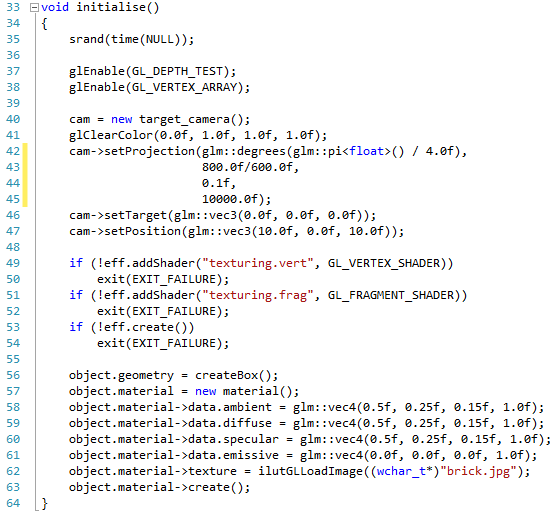 33 void initialise()
34 {
35     srand(time(NULL));
36
37     glEnable(GL_DEPTH_TEST);
38     glEnable(GL_VERTEX_ARRAY);
39
40     cam = new target_camera();
41     glClearColor(0.0f, 1.0f, 1.0f, 1.0f);
42     cam->setProjection(glm::degrees(glm::pi<float>() / 4.0f),
43                        800.0f/600.0f,
44                        0.1f,
45                        10000.0f);
46     cam->setTarget(glm::vec3(0.0f, 0.0f, 0.0f));
47     cam->setPosition(glm::vec3(10.0f, 0.0f, 10.0f));
48
49     if (!eff.addShader("texturing.vert", GL_VERTEX_SHADER))
50         exit(EXIT_FAILURE);
51     if (!eff.addShader("texturing.frag", GL_FRAGMENT_SHADER))
52         exit(EXIT_FAILURE);
53     if (!eff.create())
54         exit(EXIT_FAILURE);
55
56     object.geometry = createBox();
57     object.material = new material();
58     object.material->data.ambient = glm::vec4(0.5f, 0.25f, 0.15f, 1.0f);
59     object.material->data.diffuse = glm::vec4(0.5f, 0.25f, 0.15f, 1.0f);
60     object.material->data.specular = glm::vec4(0.5f, 0.25f, 0.15f, 1.0f);
61     object.material->data.emissive = glm::vec4(0.0f, 0.0f, 0.0f, 1.0f);
62     object.material->texture = ilutGLLoadImage((wchar_t*)"brick.jpg");
63     object.material->create();
64 }